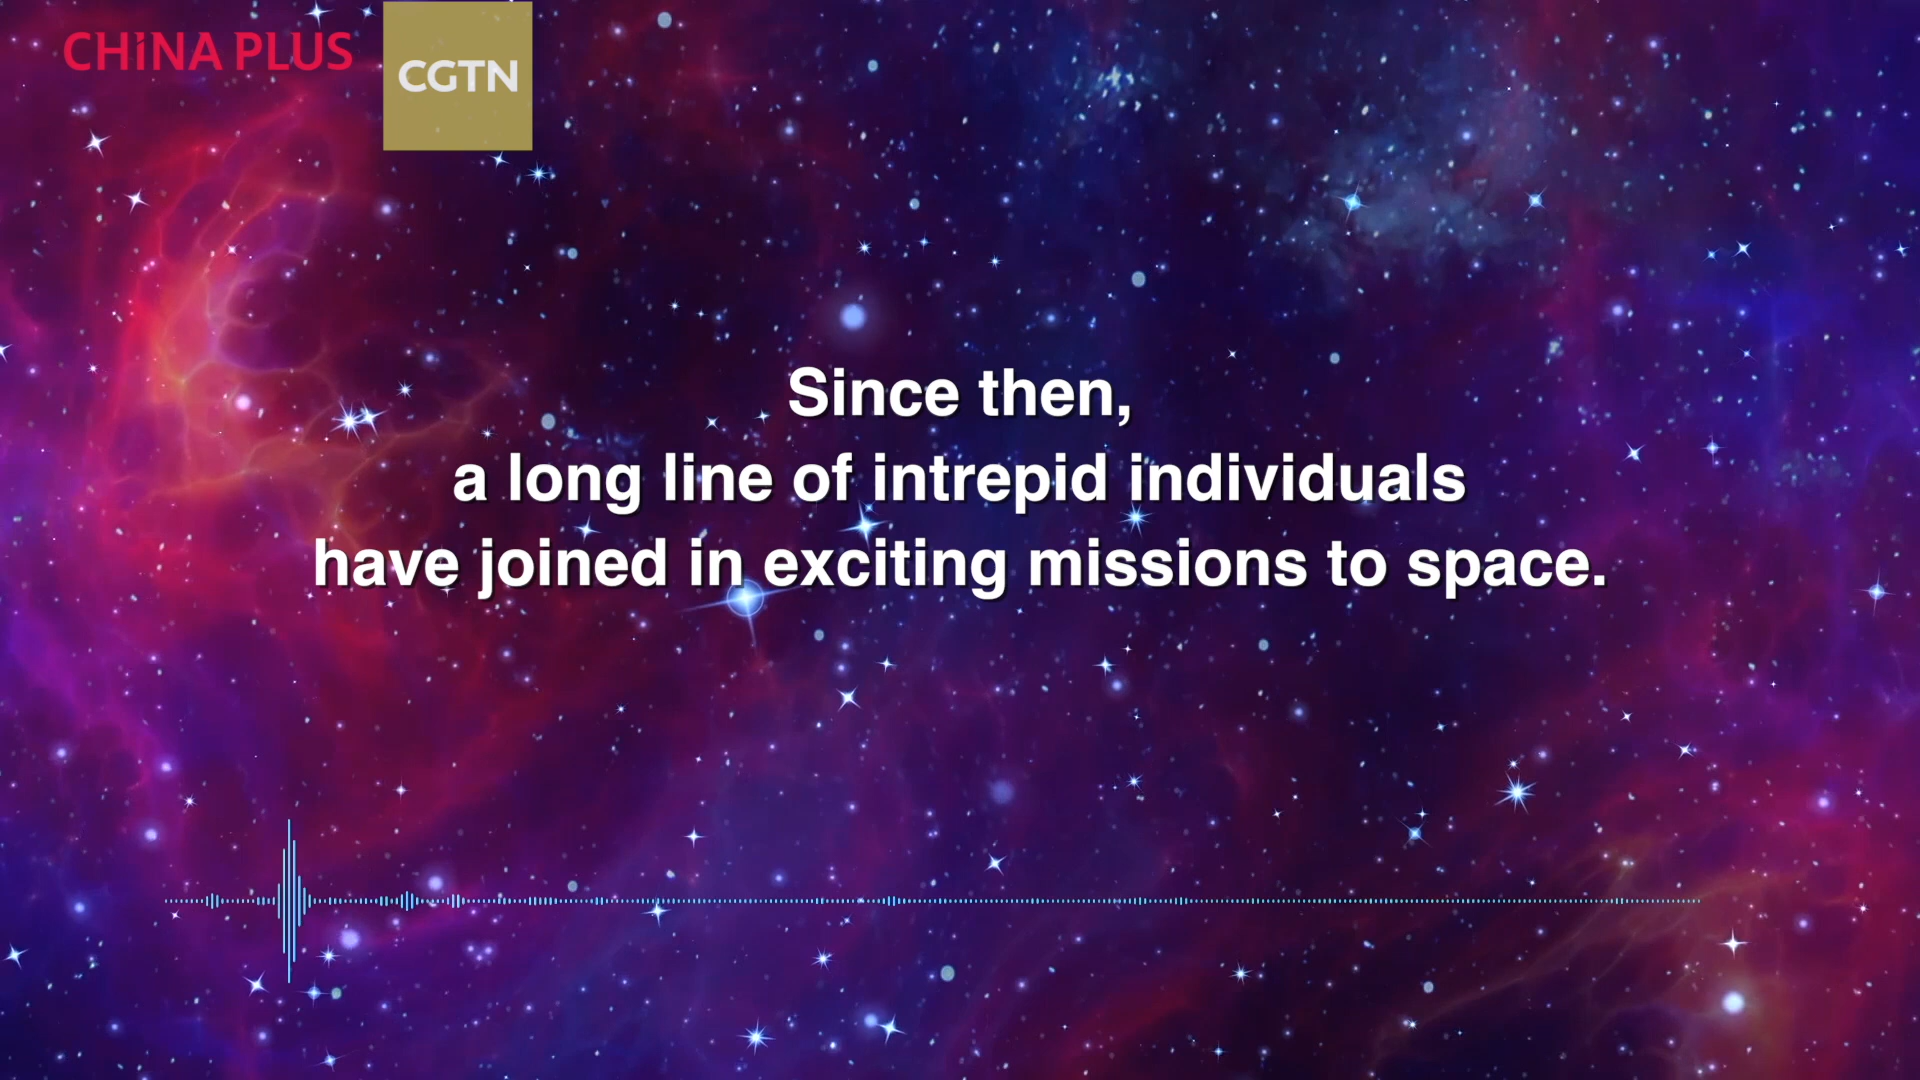 CHINA PLUS
CGTN
Since then,
a long line of intrepid individuals
have joined in exciting missions to space.